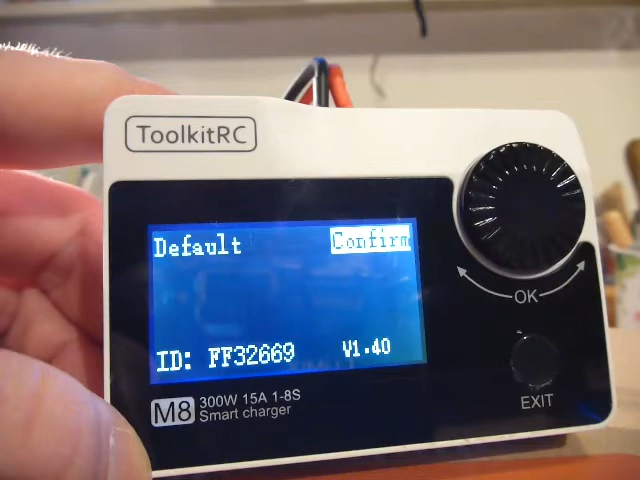 ToolkitRC
Default Confirm
OK
ID: FF32669 V1.40
M8 300W 15A 1-8S
Smart charger
EXIT